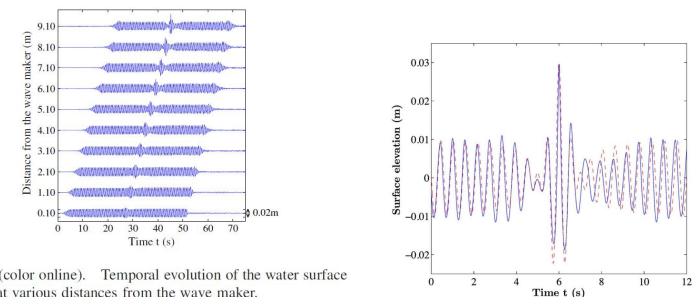 Distance from the wave maker (m)
9.10
8.10
7.10
6.10
5.10
4.10
3.10
2.10
1.10
0.10
0.02m
0 10 20 30 40 50 60 70
Time t (s)
(color online). Temporal evolution of the water surface
at various distances from the wave maker.
Surface elevation (m)
0.03
0.02
0.01
0
−0.01
−0.02
0 2 4 6 8 10 12
Time t (s)